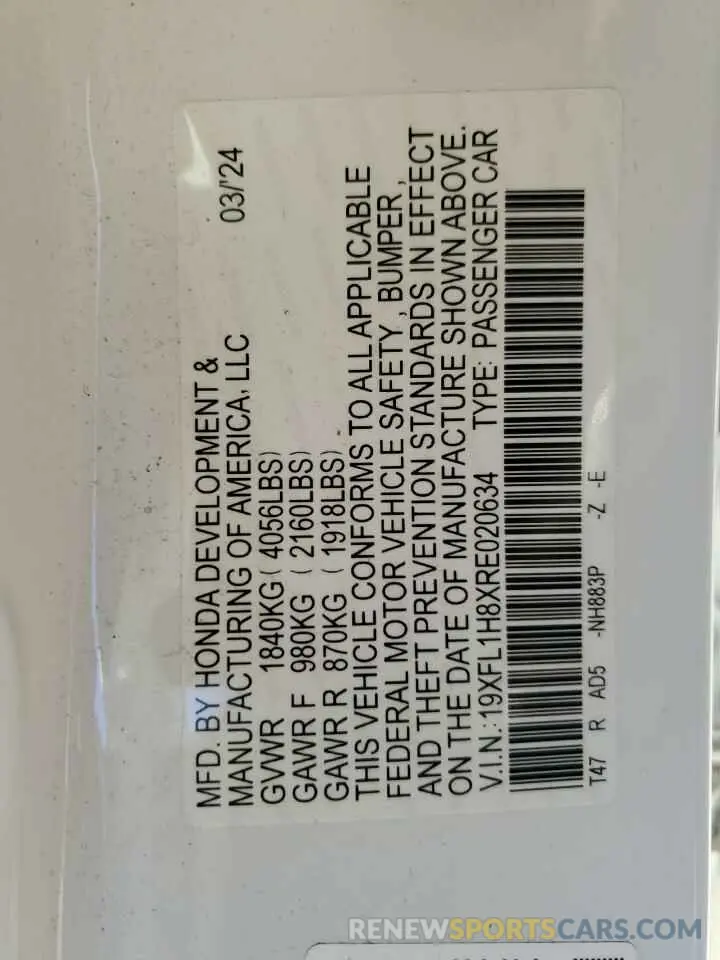 MFD. BY HONDA DEVELOPMENT &
MANUFACTURING OF AMERICA, LLC 03/'24
GVWR 1840KG ( 4056LBS)
GAWR F 980KG ( 2160LBS)
GAWR R 870KG ( 1918LBS)
THIS VEHICLE CONFORMS TO ALL APPLICABLE
FEDERAL MOTOR VEHICLE SAFETY , BUMPER ,
AND THEFT PREVENTION STANDARDS IN EFFECT
ON THE DATE OF MANUFACTURE SHOWN ABOVE.
V.I.N.:19XFL1H8XRE020634 TYPE: PASSENGER CAR
T47 R AD5 -NH883P -Z -E
RENEWSPORTSCARS.COM